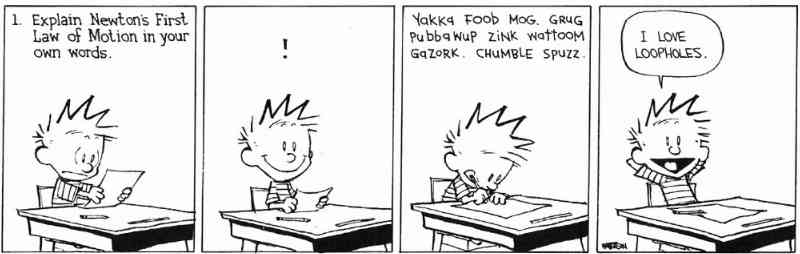 1. Explain Newton's First
Law of Motion in your
own words.
!
Yakka foob mog. Grug
pubbawup zink wattoom
gazork. Chumble spuzz.
I LOVE
LOOPHOLES.